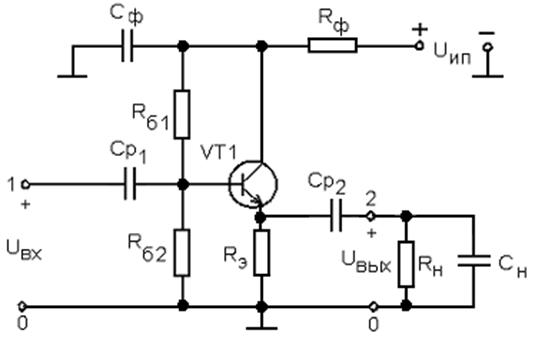 Cф
Rф
+
-
Uип
Rб1
Cр1
VT1
1
+
Cр2
2
+
Uвх
Rб2
Rэ
Uвых
Rн
Cн
0
0